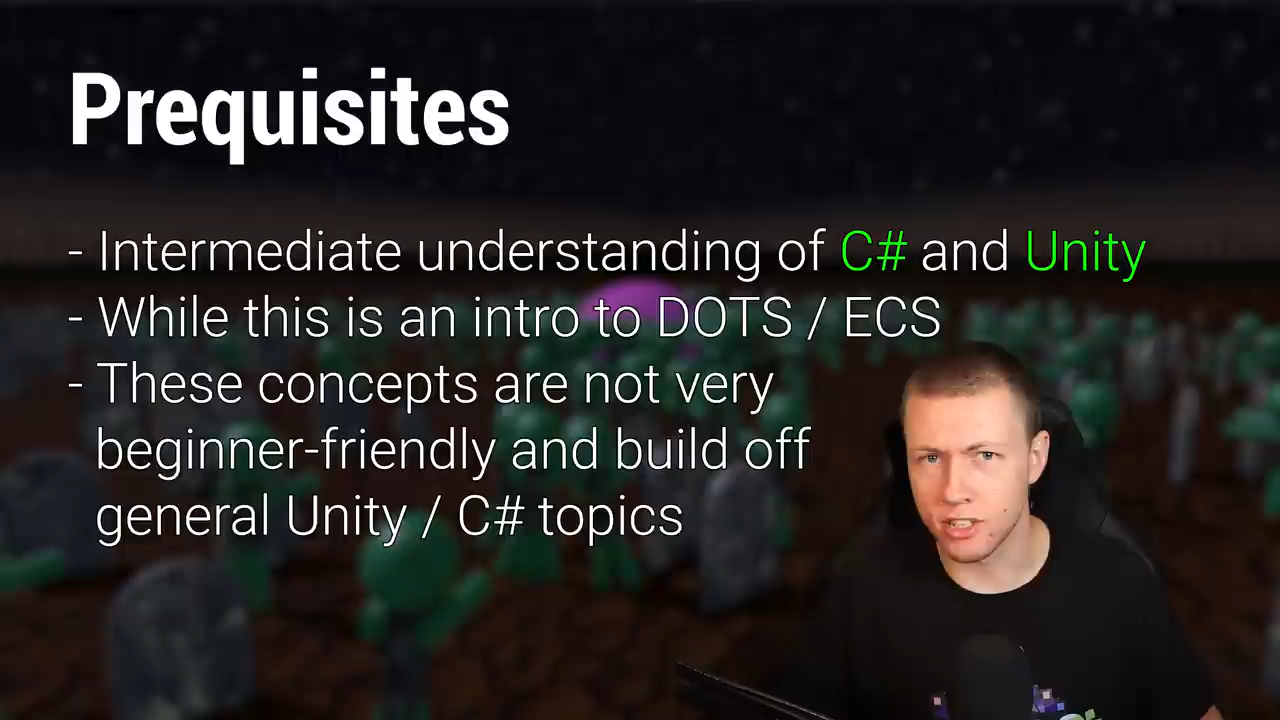 Prequisites
- Intermediate understanding of C# and Unity
- While this is an intro to DOTS / ECS
- These concepts are not very
beginner-friendly and build off
general Unity / C# topics